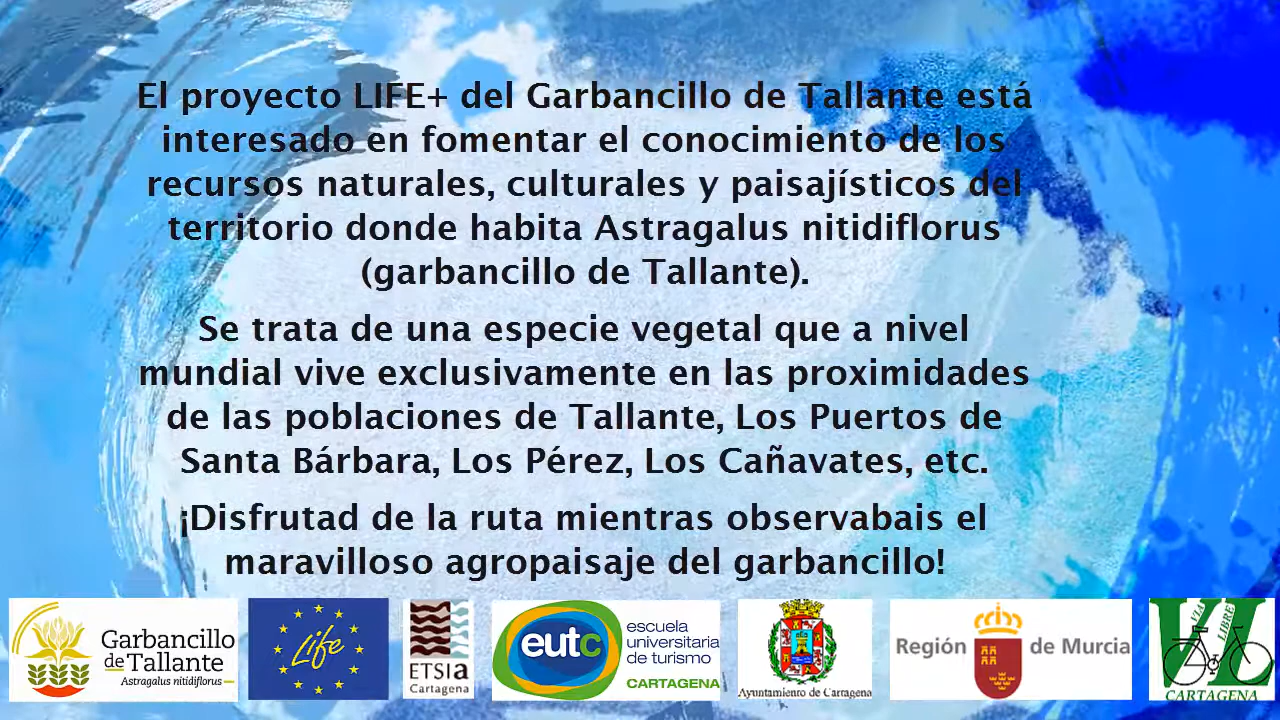 El proyecto LIFE+ del Garbancillo de Tallante está
interesado en fomentar el conocimiento de los
recursos naturales, culturales y paisajísticos del
territorio donde habita Astragalus nitidiflorus
(garbancillo de Tallante).
Se trata de una especie vegetal que a nivel
mundial vive exclusivamente en las proximidades
de las poblaciones de Tallante, Los Puertos de
Santa Bárbara, Los Pérez, Los Cañavates, etc.
¡Disfrutad de la ruta mientras observabais el
maravilloso agropaisaje del garbancillo!
Garbancillo
de Tallante
Astragalus nitidiflorus
Life
ETSIa
Cartagena
eutc
escuela
universitaria
de turismo
CARTAGENA
Ayuntamiento de Cartagena
Región de Murcia
VIA
LIBRE
CARTAGENA